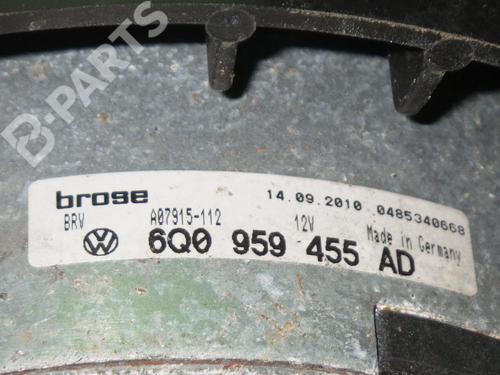 B-PARTS
brose 14.09.2010 0485340668
BRV A07915-112 12V Made in Germany
6Q0 959 455 AD